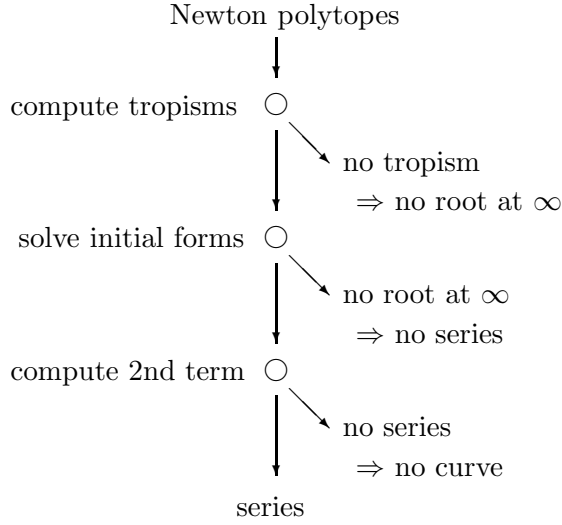 Newton polytopes
compute tropisms
no tropism
⇒ no root at ∞
solve initial forms
no root at ∞
⇒ no series
compute 2nd term
no series
⇒ no curve
series